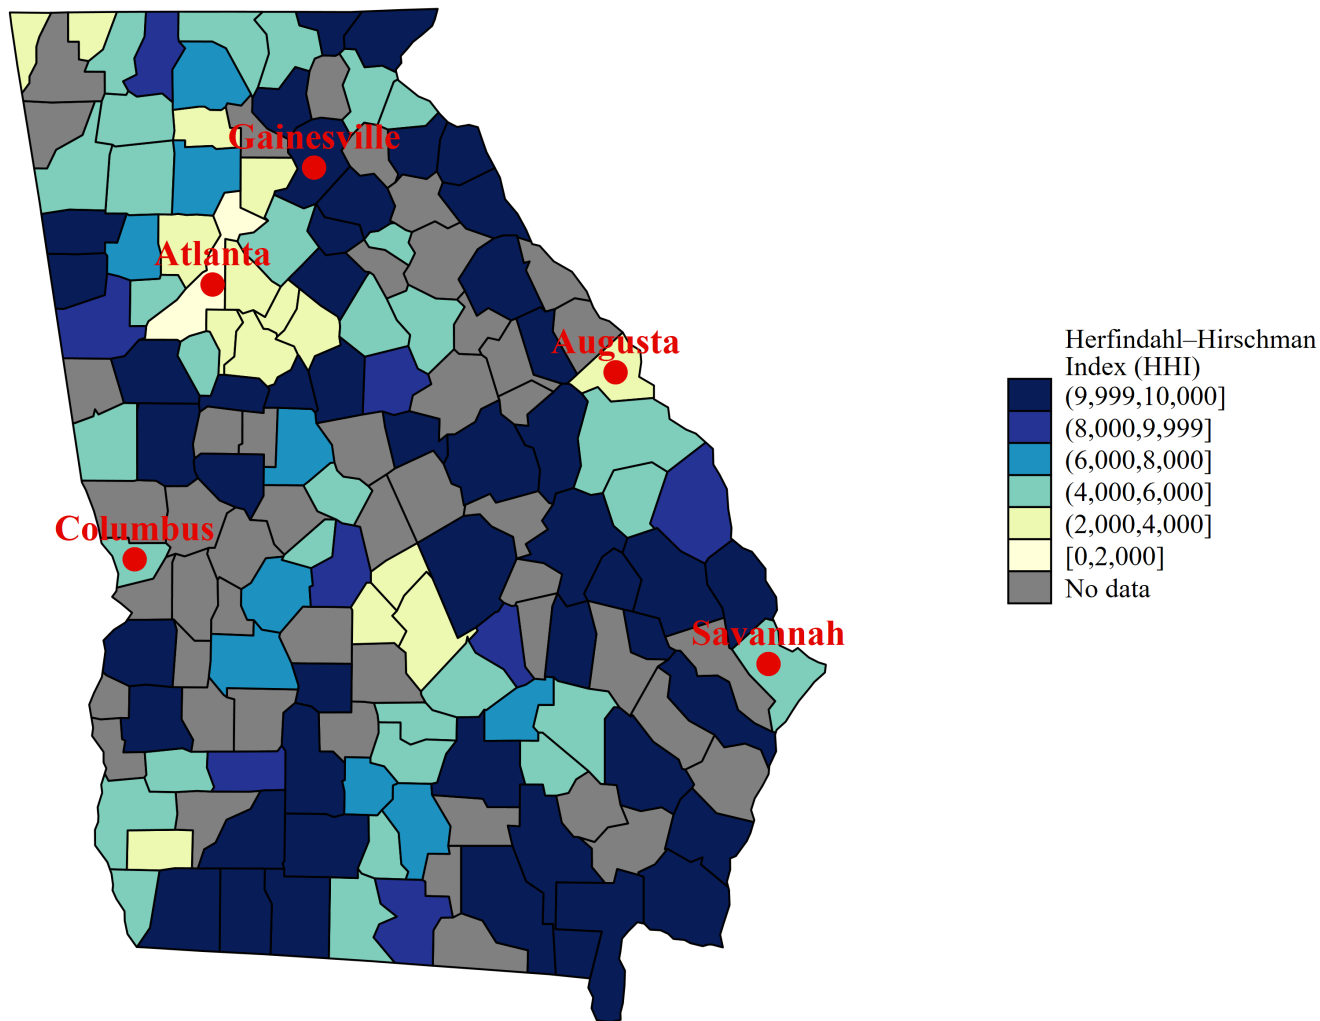 Gainesville
Atlanta
Augusta
Columbus
Savannah
Herfindahl–Hirschman
Index (HHI)
(9,999,10,000]
(8,000,9,999]
(6,000,8,000]
(4,000,6,000]
(2,000,4,000]
[0,2,000]
No data